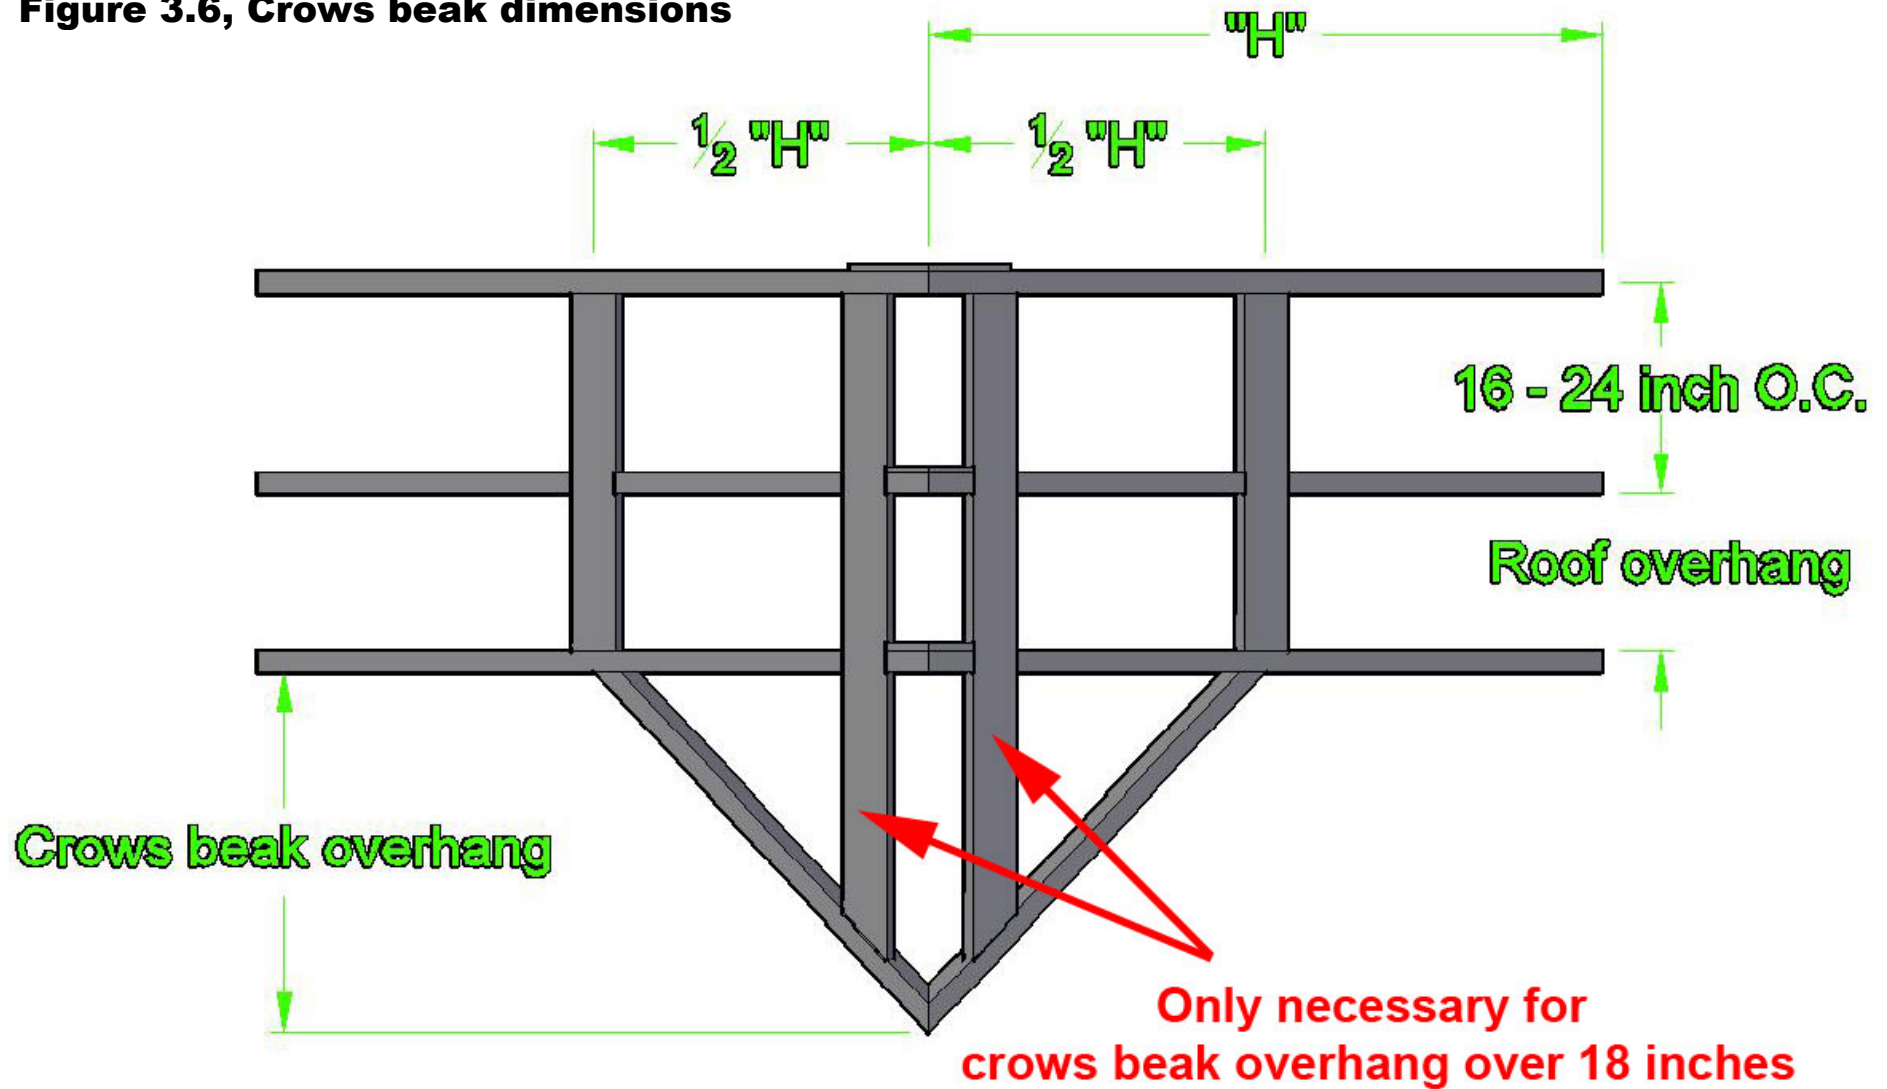 Figure 3.6, Crows beak dimensions
"H"
½ "H"
½ "H"
16 - 24 inch O.C.
Roof overhang
Crows beak overhang
Only necessary for
crows beak overhang over 18 inches